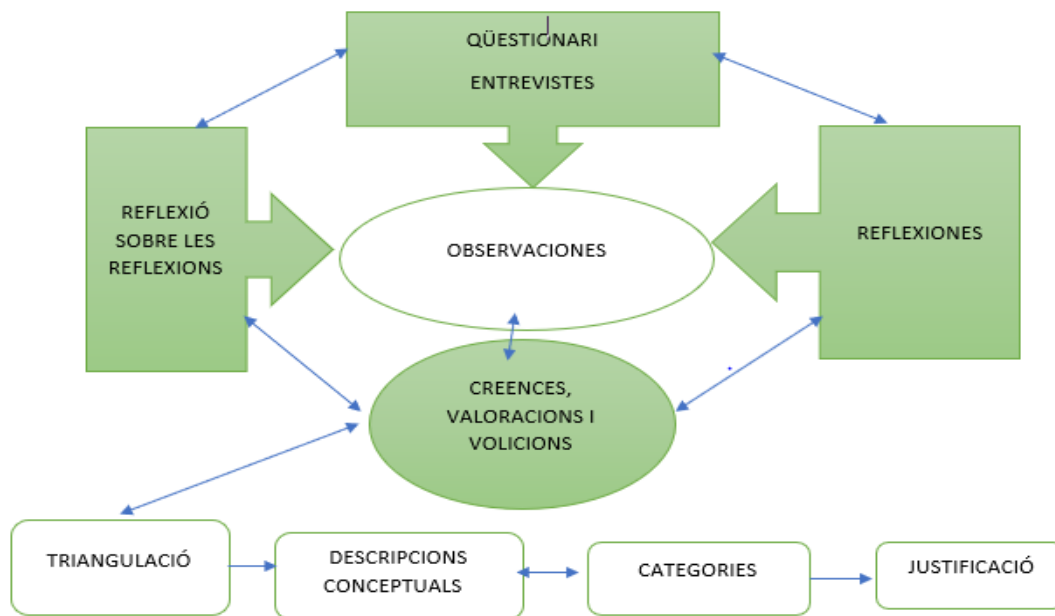 QÜESTIONARI
ENTREVISTES
REFLEXIÓ
SOBRE LES
REFLEXIONS
OBSERVACIONES
REFLEXIONES
CREENCES,
VALORACIONS I
VOLICIONS
TRIANGULACIÓ
DESCRIPCIONS
CONCEPTUALS
CATEGORIES
JUSTIFICACIÓ